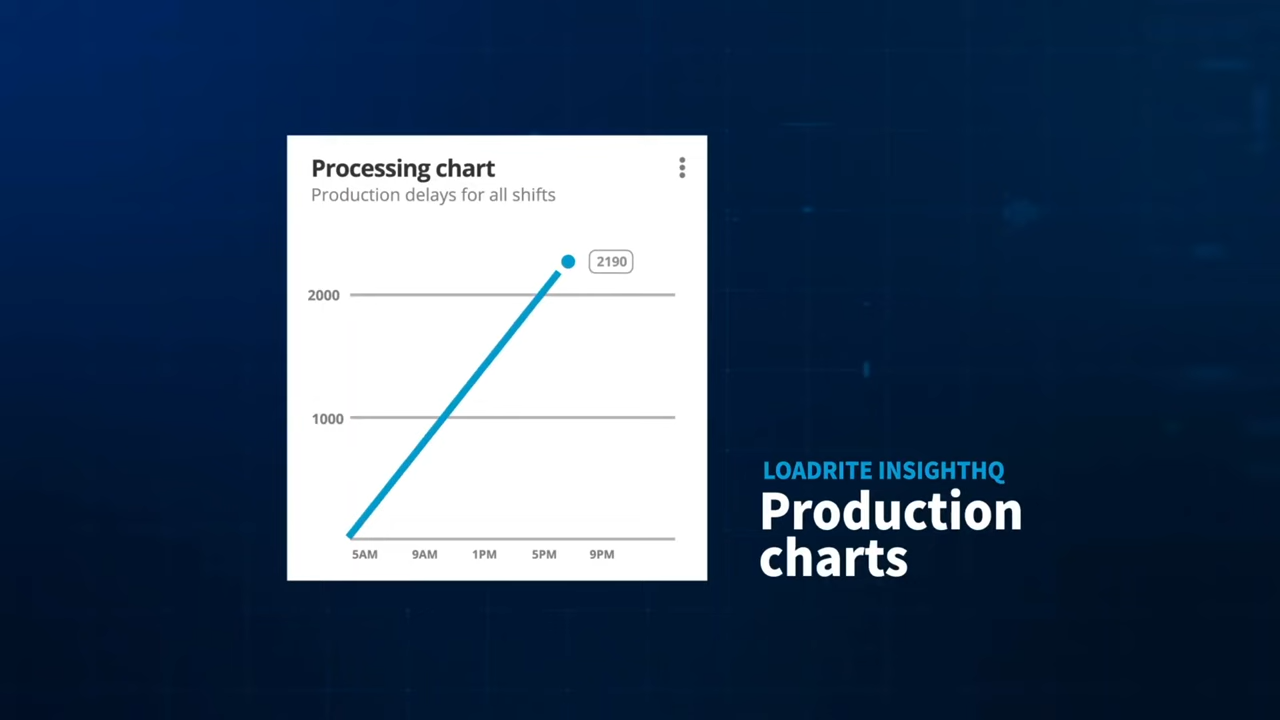 Processing chart
Production delays for all shifts
2190
2000
1000
5AM 9AM 1PM 5PM 9PM
LOADRITE INSIGHTHQ
Production
charts